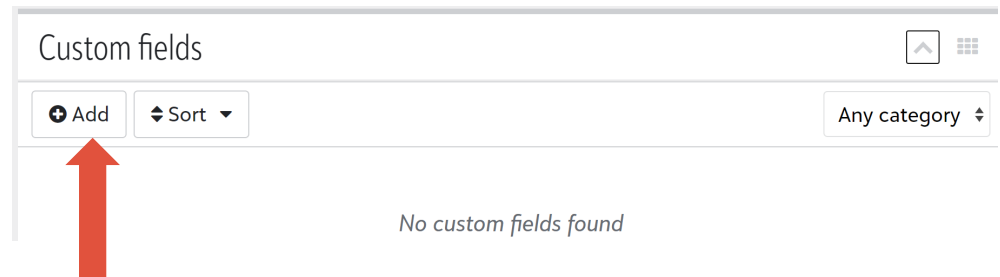 Custom fields
Add Sort Any category
No custom fields found